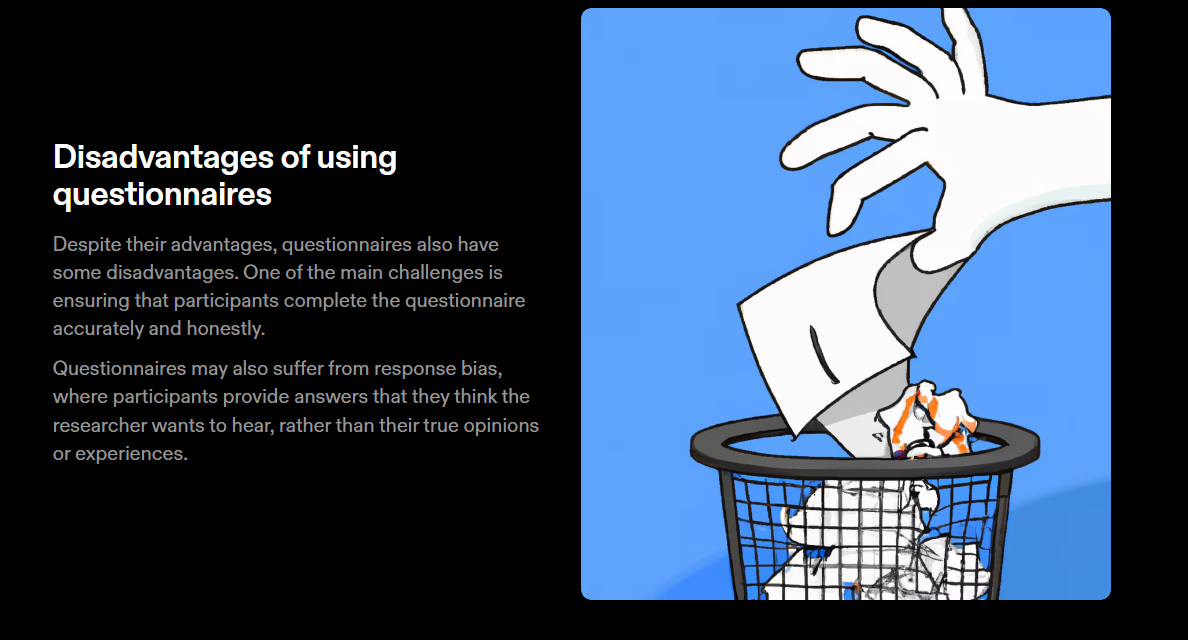 Disadvantages of using
questionnaires
Despite their advantages, questionnaires also have
some disadvantages. One of the main challenges is
ensuring that participants complete the questionnaire
accurately and honestly.
Questionnaires may also suffer from response bias,
where participants provide answers that they think the
researcher wants to hear, rather than their true opinions
or experiences.